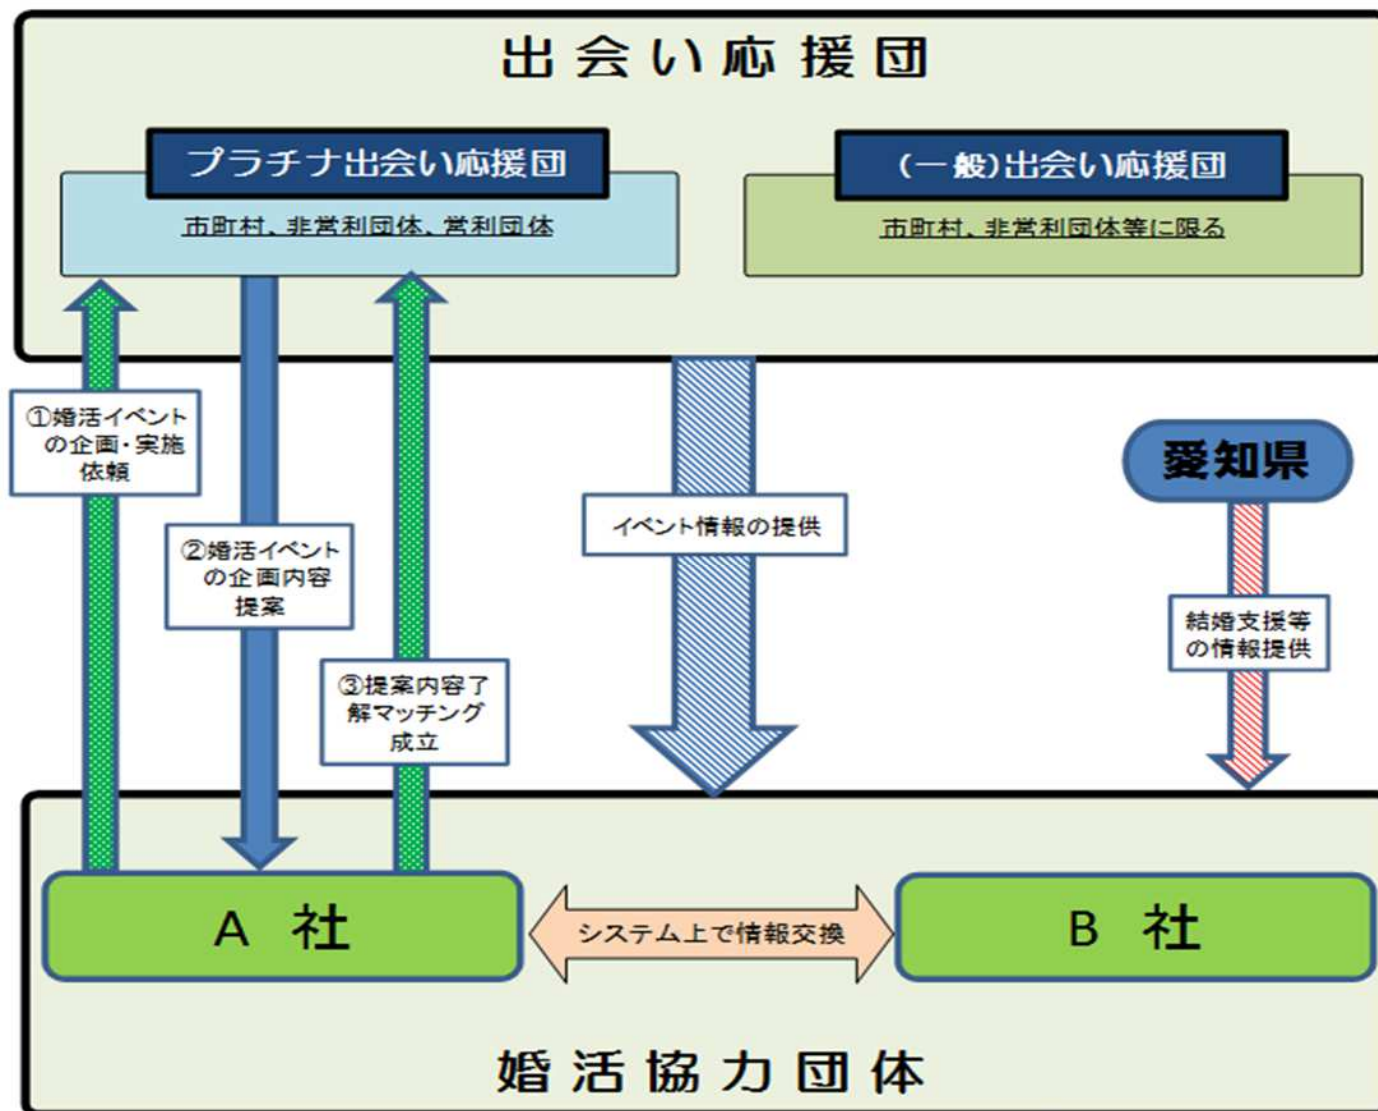 出会い応援団
プラチナ出会い応援団
市町村、非営利団体、営利団体
(一般)出会い応援団
市町村、非営利団体等に限る
①婚活イベント
の企画・実施
依頼
②婚活イベント
の企画内容
提案
③提案内容了
解マッチング
成立
イベント情報の提供
愛知県
結婚支援等
の情報提供
A 社
システム上で情報交換
B 社
婚活協力団体